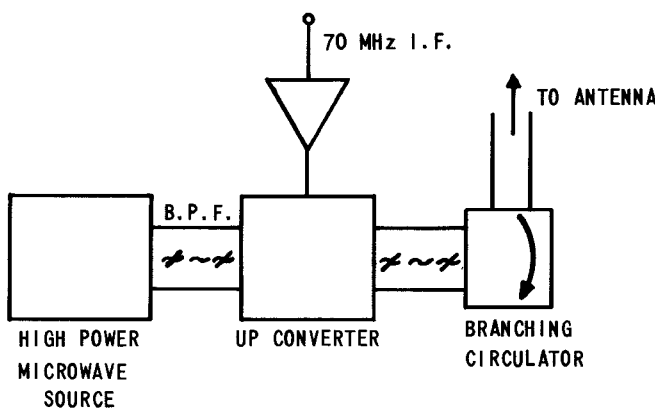 70 MHz I.F.
TO ANTENNA
B.P.F.
HIGH POWER
MICROWAVE
SOURCE
UP CONVERTER
BRANCHING
CIRCULATOR